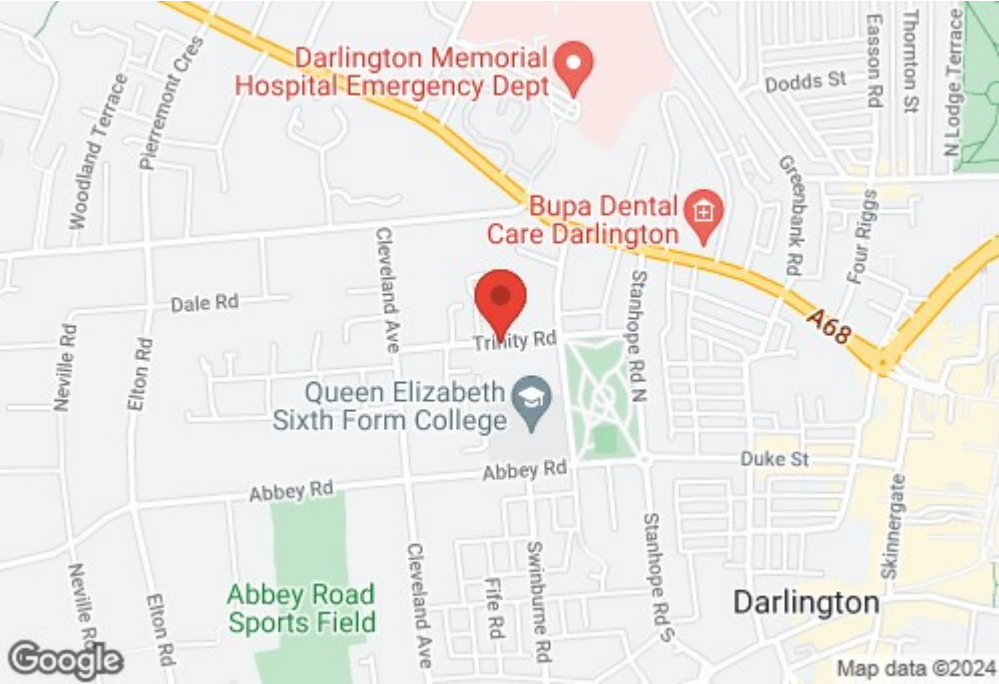 Darlington Memorial
Hospital Emergency Dept
Pierremont Cres
Woodland Terrace
Dodds St
Easson Rd
Thornton St
N Lodge Terrace
Bupa Dental
Care Darlington
Greenbank Rd
Four Riggs
Cleveland Ave
Stanhope Rd N
Dale Rd
A68
Neville Rd
Elton Rd
Trinity Rd
Queen Elizabeth
Sixth Form College
Abbey Rd
Duke St
Abbey Rd
Skinnergate
Cleveland Ave
Swinburne Rd
Fife Rd
Stanhope Rd S
Abbey Road
Sports Field
Neville Rd
Elton Rd
Darlington
Google
Map data ©2024